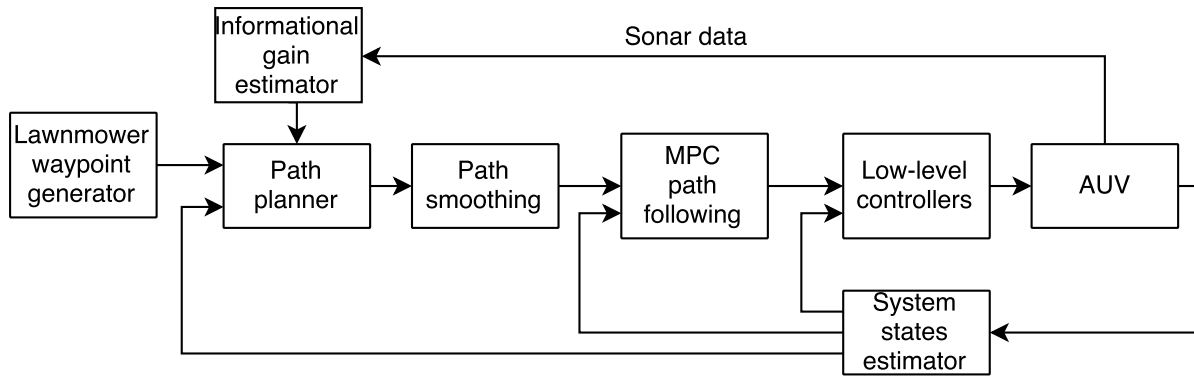 Informational
gain
estimator
Sonar data
Lawnmower
waypoint
generator
Path
planner
Path
smoothing
MPC
path
following
Low-level
controllers
AUV
System
states
estimator